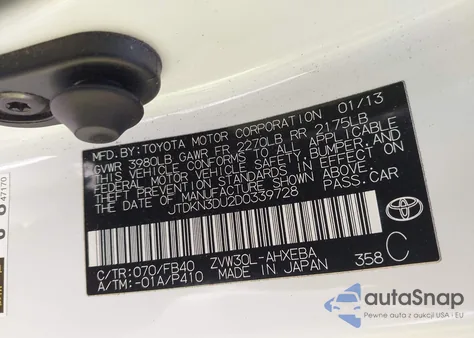 MFD. BY: TOYOTA MOTOR CORPORATION 01/13
GVWR 3980LB GAWR FR 2270LB RR 2175LB
THIS VEHICLE CONFORMS TO ALL APPLICABLE
FEDERAL MOTOR VEHICLE SAFETY, BUMPER, AND
THEFT PREVENTION STANDARDS IN EFFECT ON
THE DATE OF MANUFACTURE SHOWN ABOVE.
JTDKN3DU2D0339728 PASS. CAR
C/TR: 070/FB40 ZVW30L-AHXEBA
A/TM: -01A/P410 MADE IN JAPAN 358 C
47170
autoSnap
Pewne auta z aukcji USA i EU